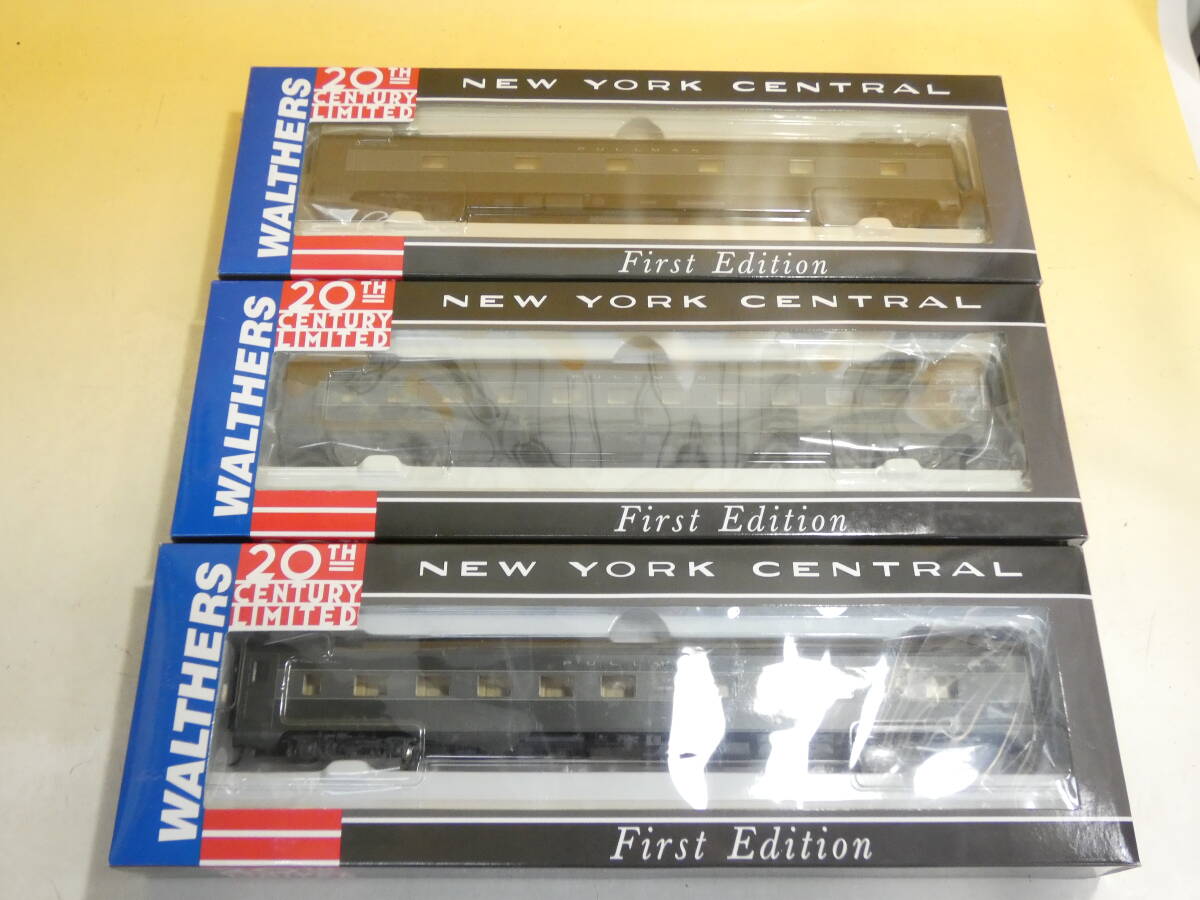 WALTHERS
20TH
CENTURY
LIMITED
NEW YORK CENTRAL
PULLMAN
First Edition
WALTHERS
20TH
CENTURY
LIMITED
NEW YORK CENTRAL
First Edition
WALTHERS
20TH
CENTURY
LIMITED
NEW YORK CENTRAL
First Edition